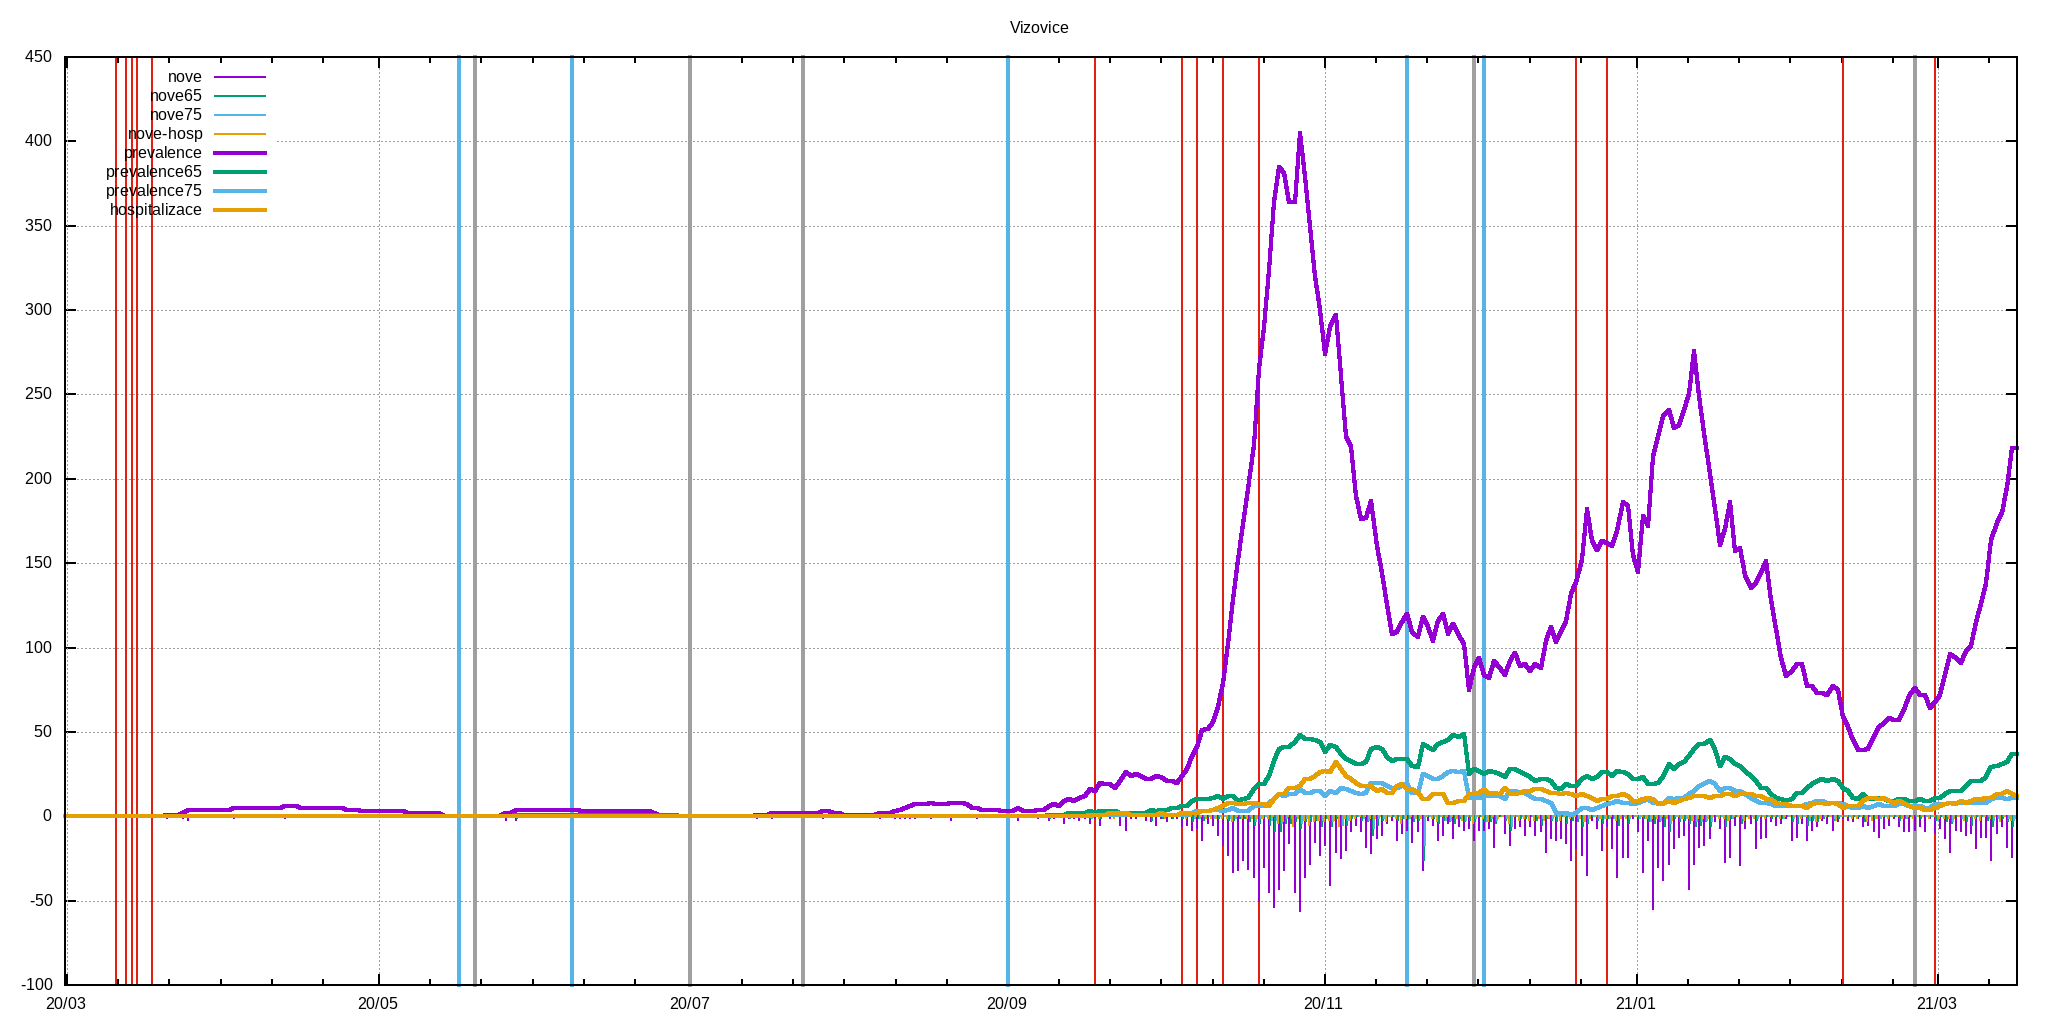 Vizovice
450
400
350
300
250
200
150
100
50
0
-50
-100
nove
nove65
nove75
nove-hosp
prevalence
prevalence65
prevalence75
hospitalizace
20/03 20/05 20/07 20/09 20/11 21/01 21/03